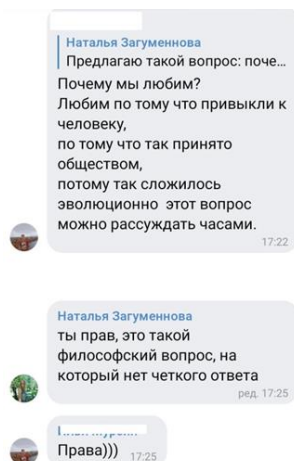 Наталья Загуменнова
Предлагаю такой вопрос: поче...
Почему мы любим?
Любим по тому что привыкли к
человеку,
по тому что так принято
обществом,
потому так сложилось
эволюционно этот вопрос
можно рассуждать часами.
17:22
Наталья Загуменнова
ты прав, это такой
философский вопрос, на
который нет четкого ответа
ред. 17:25
Права))) 17:25